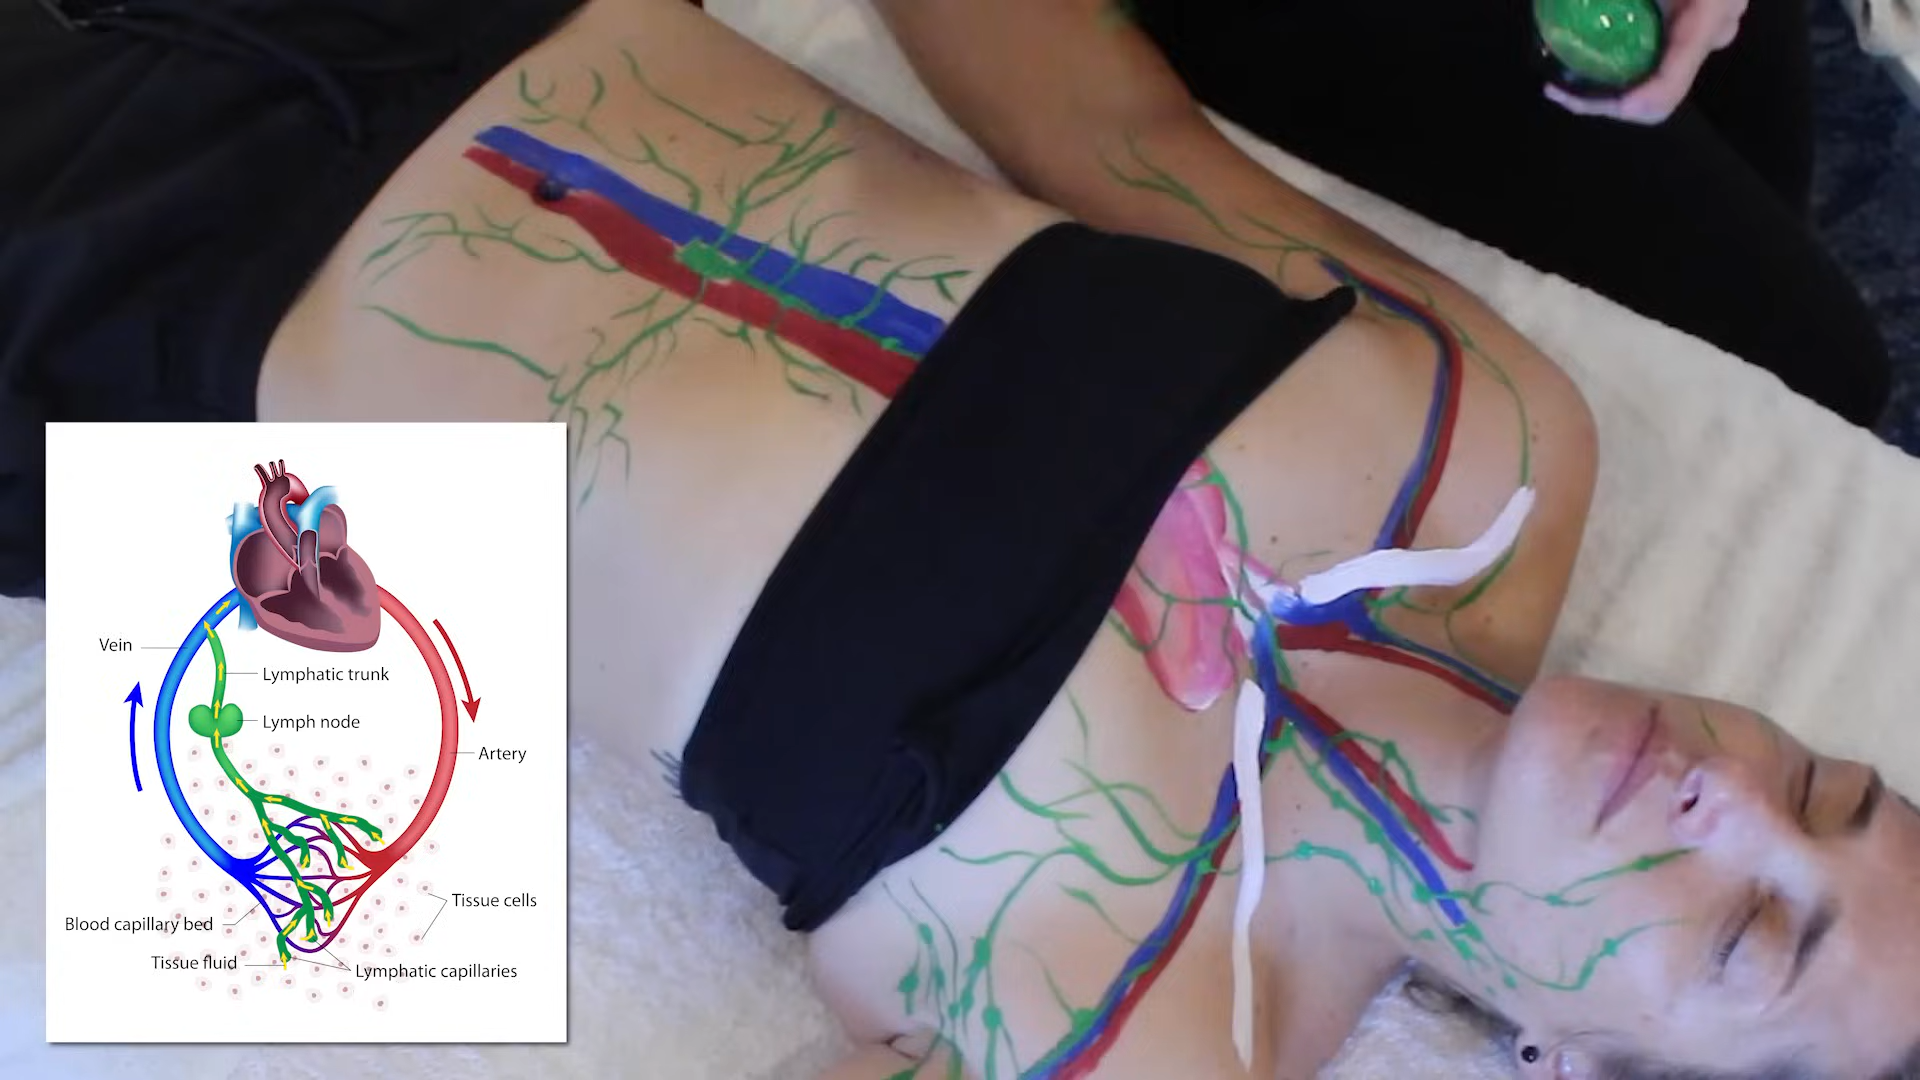 Vein
Lymphatic trunk
Lymph node
Artery
Tissue cells
Blood capillary bed
Tissue fluid
Lymphatic capillaries